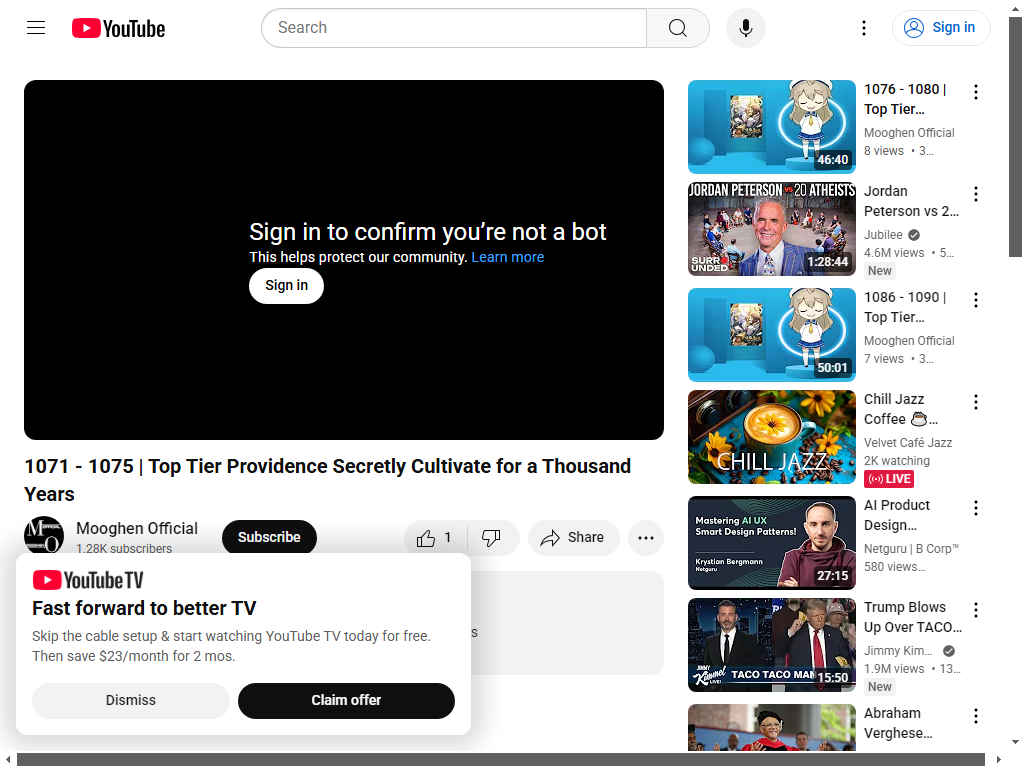 YouTube
Search
Sign in
Sign in to confirm you're not a bot
This helps protect our community. Learn more
Sign in
1071 - 1075 | Top Tier Providence Secretly Cultivate for a Thousand
Years
Mooghen Official
1.28K subscribers
Subscribe
1
Share
s
YouTube TV
Fast forward to better TV
Skip the cable setup & start watching YouTube TV today for free.
Then save $23/month for 2 mos.
Dismiss
Claim offer
46:40
1076 - 1080 |
Top Tier…
Mooghen Official
8 views • 3…
JORDAN PETERSON VS 20 ATHEISTS
SURROUNDED
1:28:44
Jordan
Peterson vs 2…
Jubilee
4.6M views • 5…
New
50:01
1086 - 1090 |
Top Tier…
Mooghen Official
7 views • 3…
CHILL JAZZ
Chill Jazz
Coffee ☕…
Velvet Café Jazz
2K watching
LIVE
Mastering AI UX
Smart Design Patterns!
Krystian Bergmann
Netguru
27:15
AI Product
Design…
Netguru | B Corp™
580 views…
JIMMY
Kimmel
LIVE!
TACO TACO MAN
15:50
Trump Blows
Up Over TACO…
Jimmy Kim…
1.9M views • 13…
New
Abraham
Verghese…